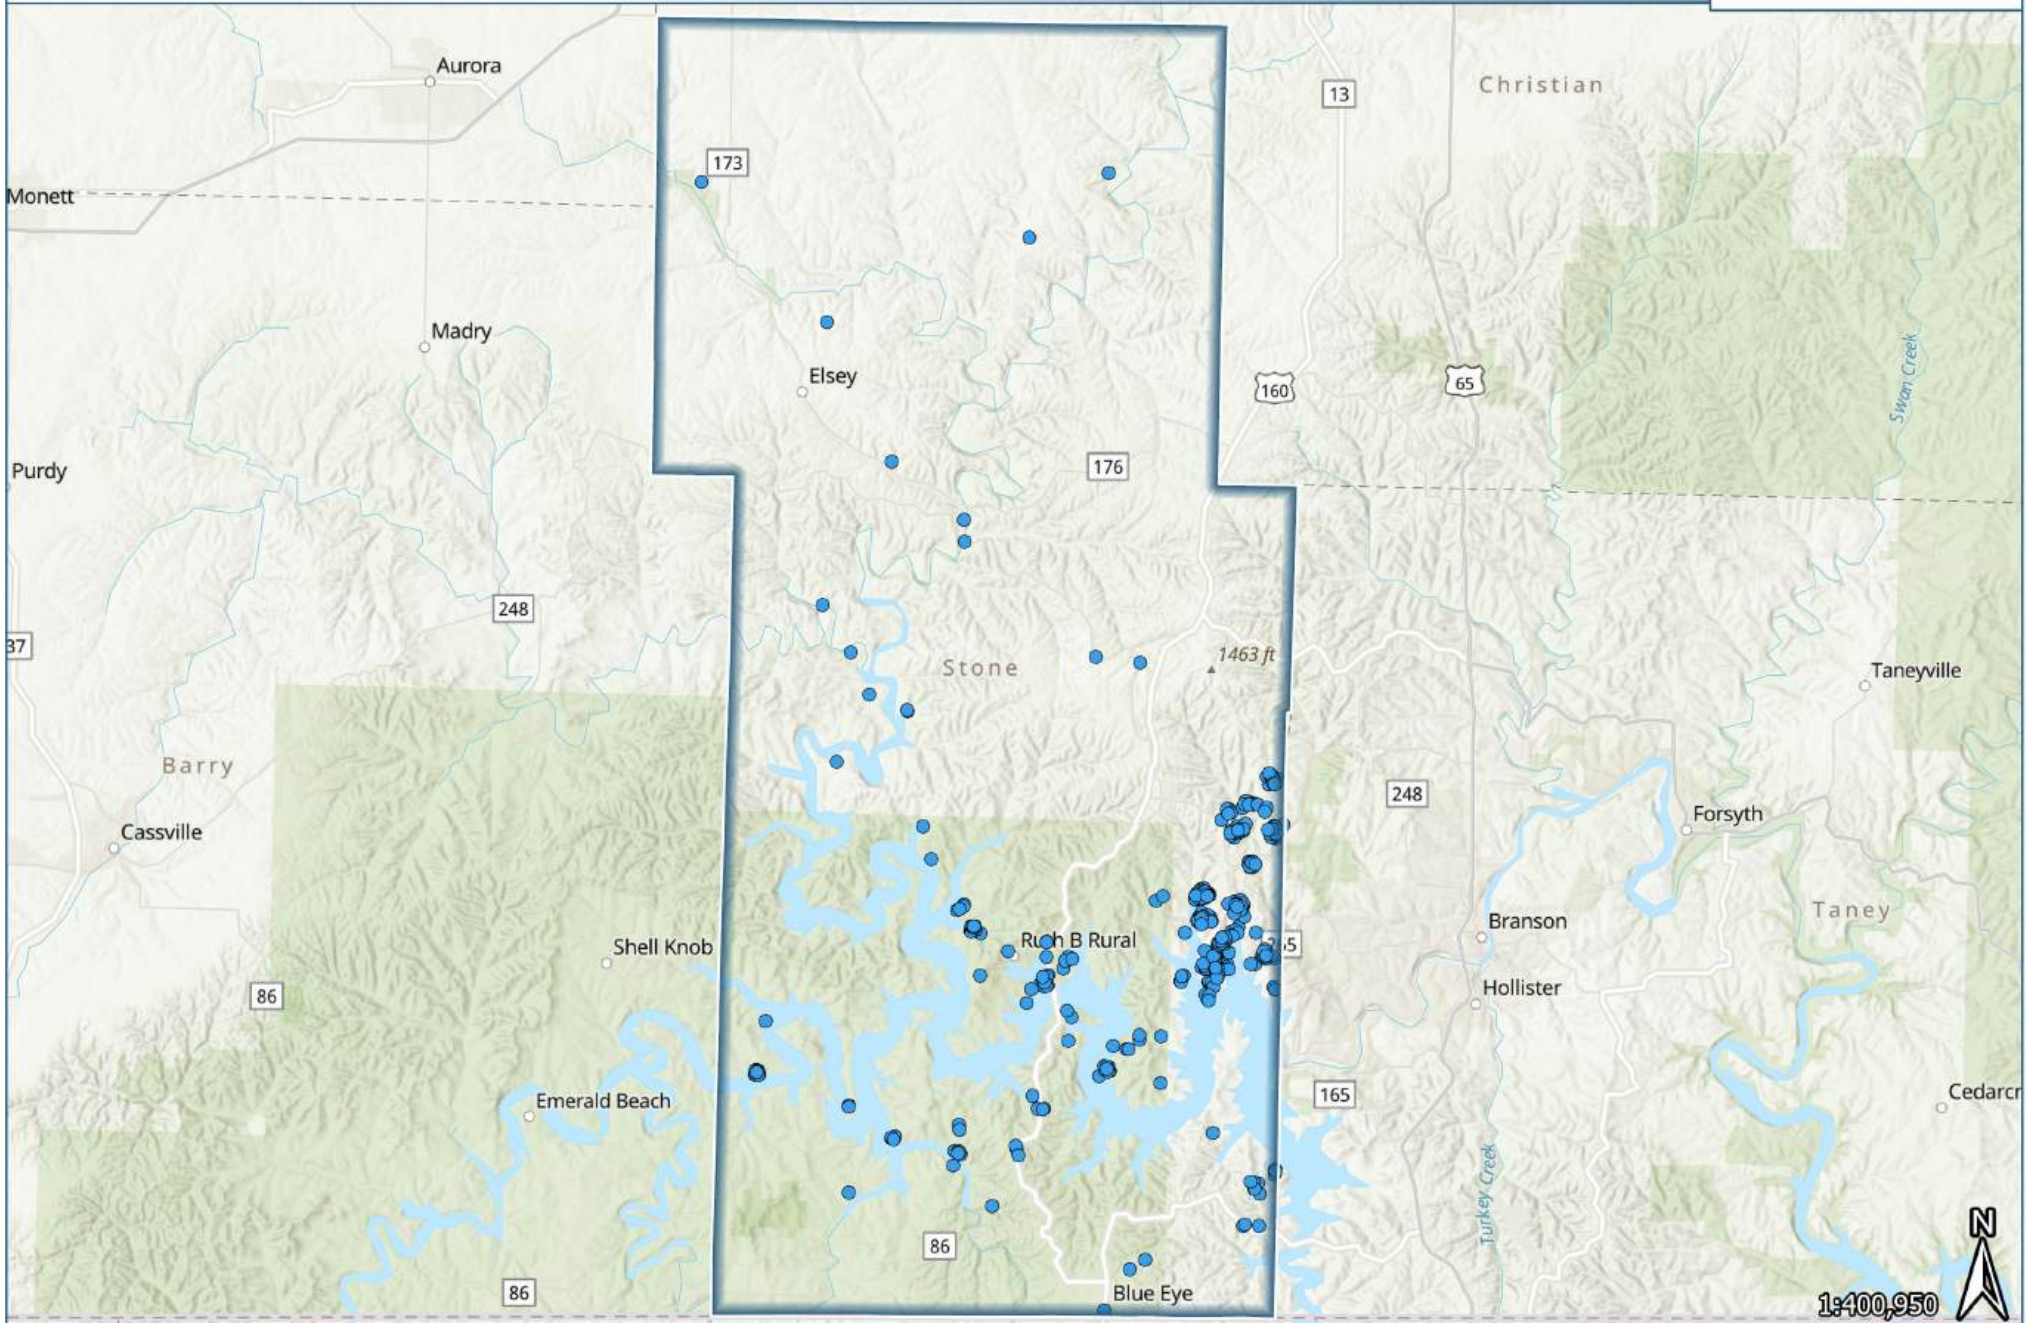 Aurora
Christian
13
173
Monett
Madry
Elsey
160
65
Swan Creek
176
Purdy
248
37
Stone
1463 ft
Taneyville
Barry
248
Cassville
Forsyth
Taney
Branson
Shell Knob
Rural
86
Hollister
165
Emerald Beach
Cedarcr
Turkey Creek
86
86
Blue Eye
N
1:400,950